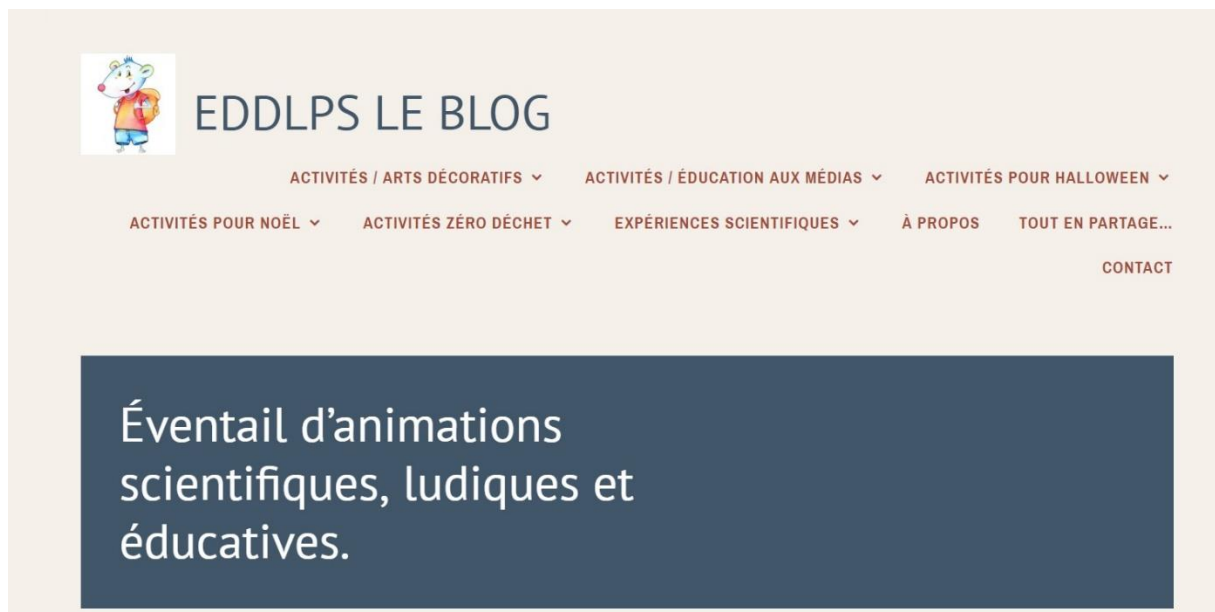 EDDLPS LE BLOG
ACTIVITÉS / ARTS DÉCORATIFS ACTIVITÉS / ÉDUCATION AUX MÉDIAS ACTIVITÉS POUR HALLOWEEN
ACTIVITÉS POUR NOËL ACTIVITÉS ZÉRO DÉCHET EXPÉRIENCES SCIENTIFIQUES À PROPOS TOUT EN PARTAGE...
CONTACT
Éventail d’animations
scientifiques, ludiques et
éducatives.